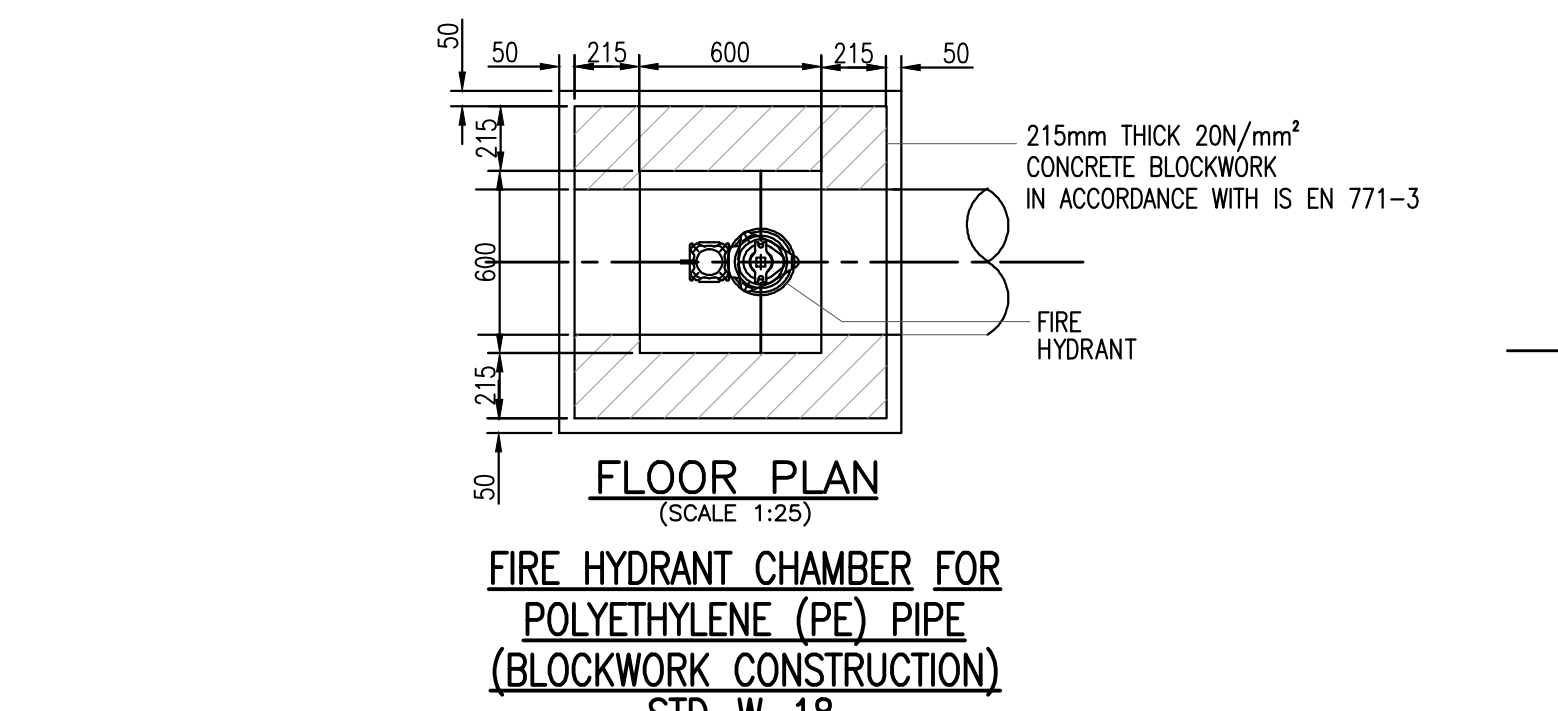 50
50 215 600 215 50
215
600
215
50
215mm THICK 20N/mm²
CONCRETE BLOCKWORK
IN ACCORDANCE WITH IS EN 771-3
FIRE
HYDRANT
FLOOR PLAN
(SCALE 1:25)
FIRE HYDRANT CHAMBER FOR
POLYETHYLENE (PE) PIPE
(BLOCKWORK CONSTRUCTION)
STD-W-18